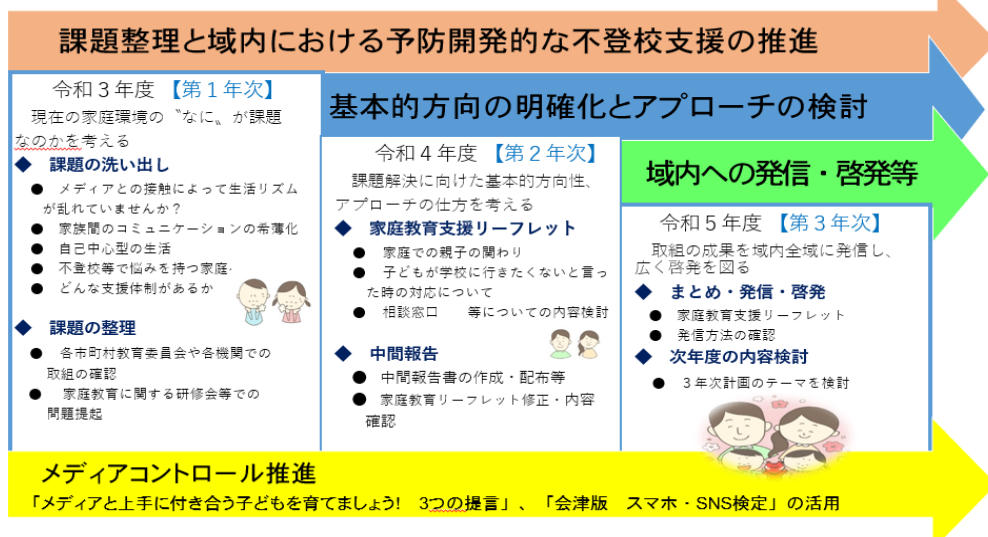 課題整理と域内における予防開発的な不登校支援の推進
令和3年度 【第1年次】
現在の家庭環境の〝なに〟が課題
なのかを考える
◆ 課題の洗い出し
● メディアとの接触によって生活リズム
が乱れていませんか?
● 家族間のコミュニケーションの希薄化
● 自己中心型の生活
● 不登校等で悩みを持つ家庭
● どんな支援体制があるか
◆ 課題の整理
● 各市町村教育委員会や各機関での
取組の確認
● 家庭教育に関する研修会等での
問題提起
基本的方向の明確化とアプローチの検討
令和4年度 【第2年次】
課題解決に向けた基本的方向性、
アプローチの仕方を考える
◆ 家庭教育支援リーフレット
● 家庭での親子の関わり
● 子どもが学校に行きたくないと言っ
た時の対応について
● 相談窓口 等についての内容検討
◆ 中間報告
● 中間報告書の作成・配布等
● 家庭教育リーフレット修正・内容
確認
域内への発信・啓発等
令和5年度 【第3年次】
取組の成果を域内全域に発信し、
広く啓発を図る
◆ まとめ・発信・啓発
● 家庭教育支援リーフレット
● 発信方法の確認
◆ 次年度の内容検討
● 3年次計画のテーマを検討
メディアコントロール推進
「メディアと上手に付き合う子どもを育てましょう! 3つの提言」、「会津版 スマホ・SNS検定」の活用